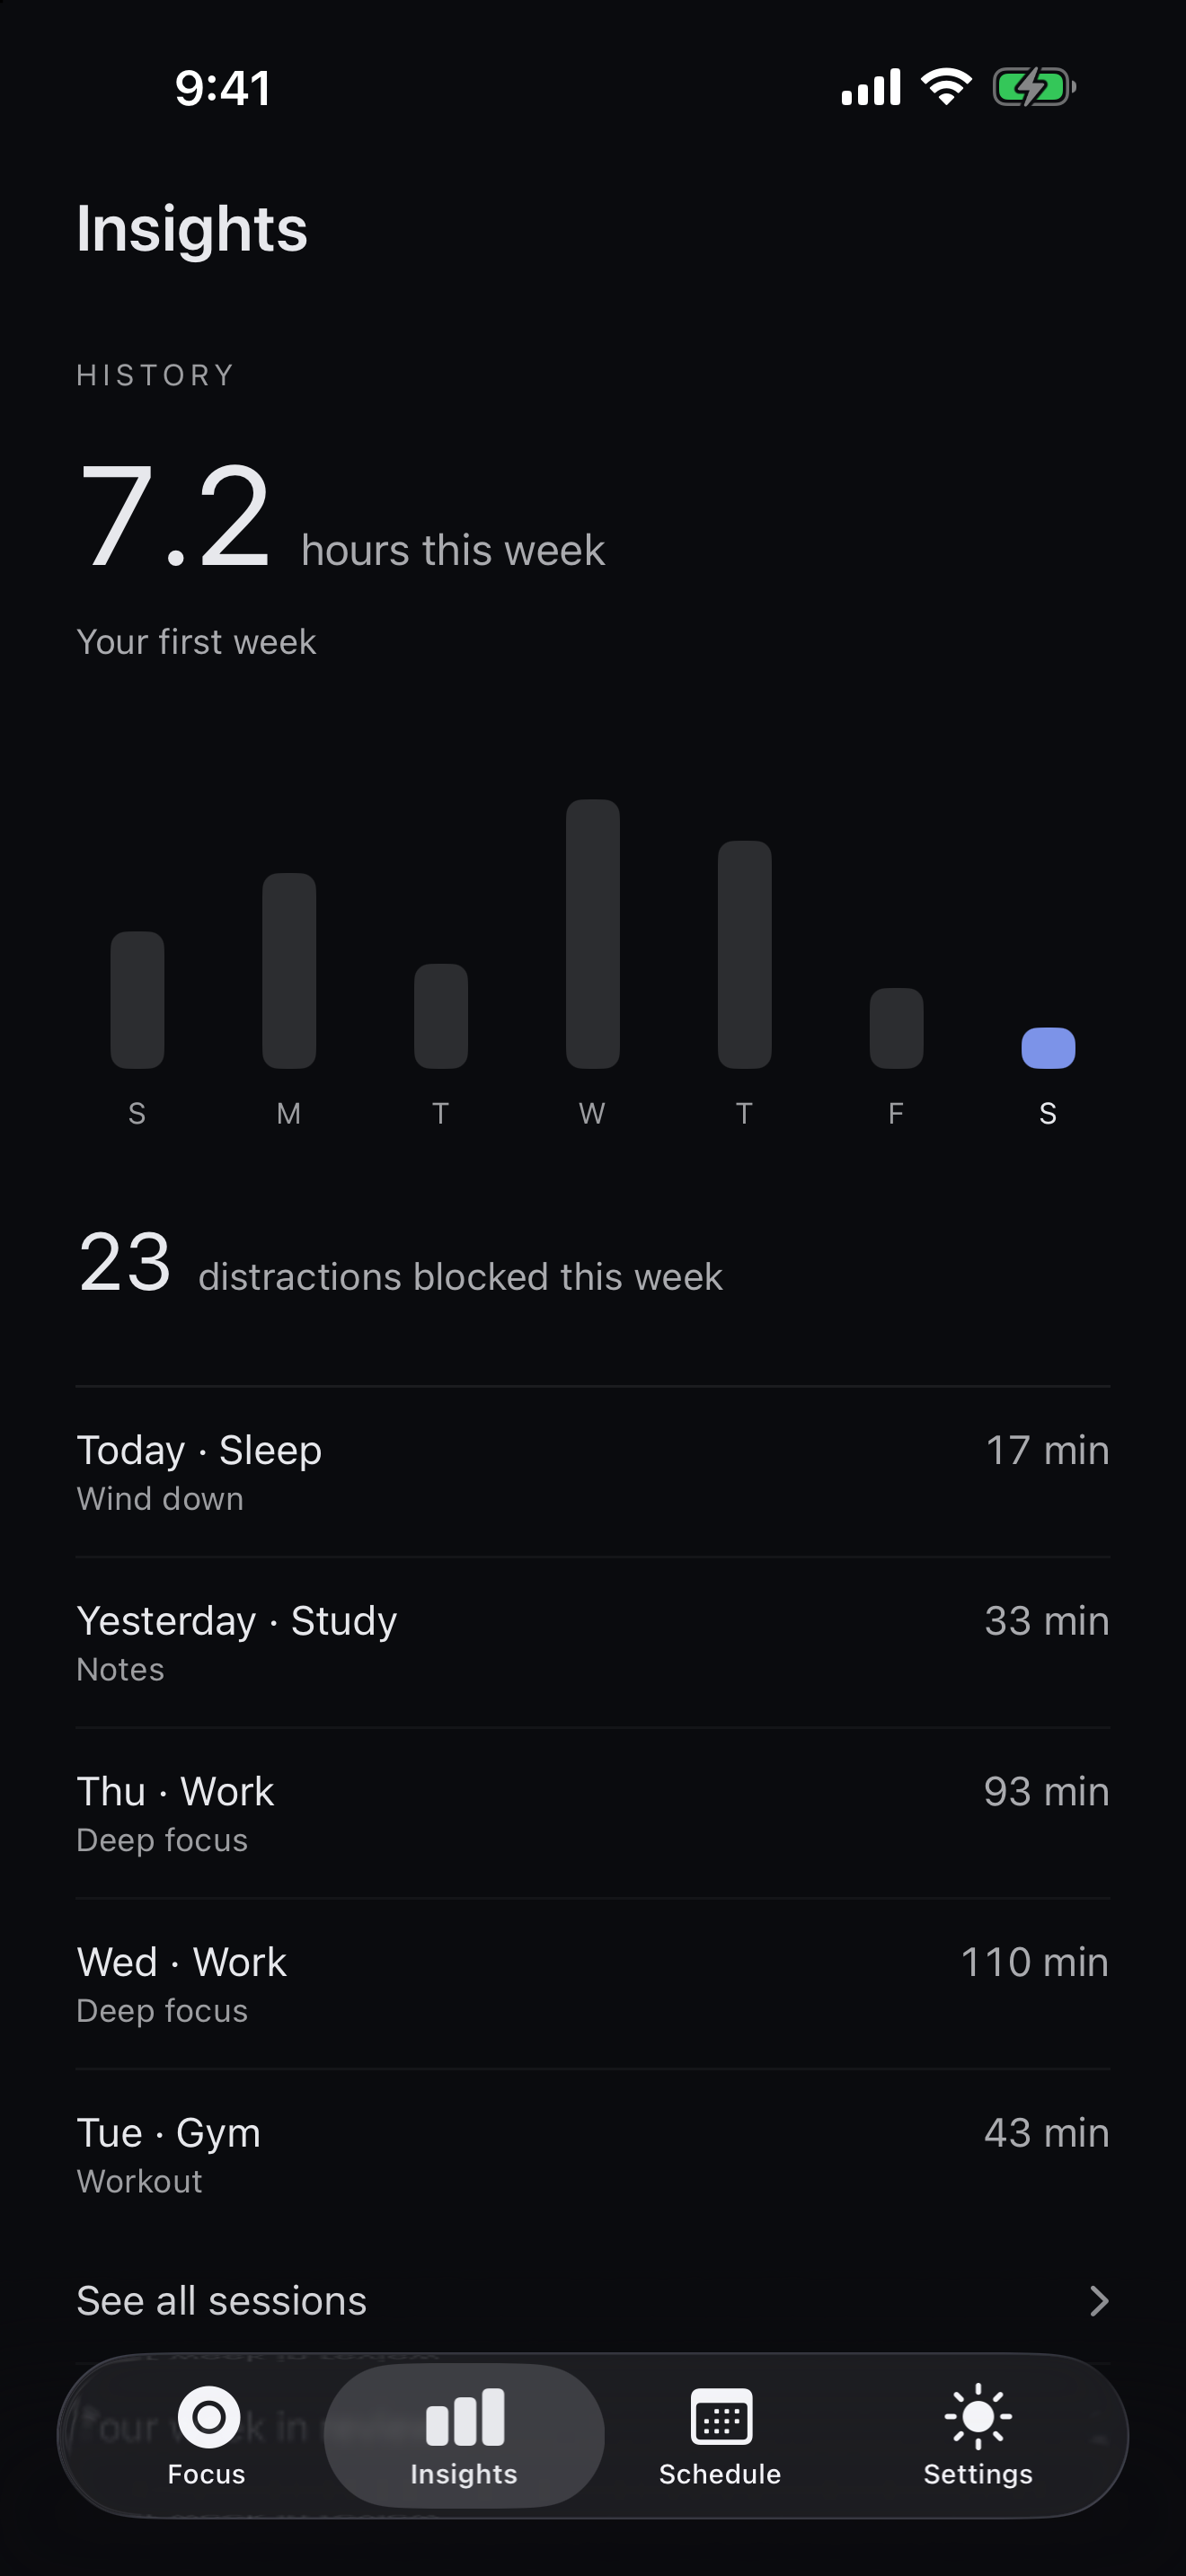 9:41
Insights
HISTORY
7.2 hours this week
Your first week
S M T W T F S
23 distractions blocked this week
Today · Sleep 17 min
Wind down
Yesterday · Study 33 min
Notes
Thu · Work 93 min
Deep focus
Wed · Work 110 min
Deep focus
Tue · Gym 43 min
Workout
See all sessions
Focus Insights Schedule Settings